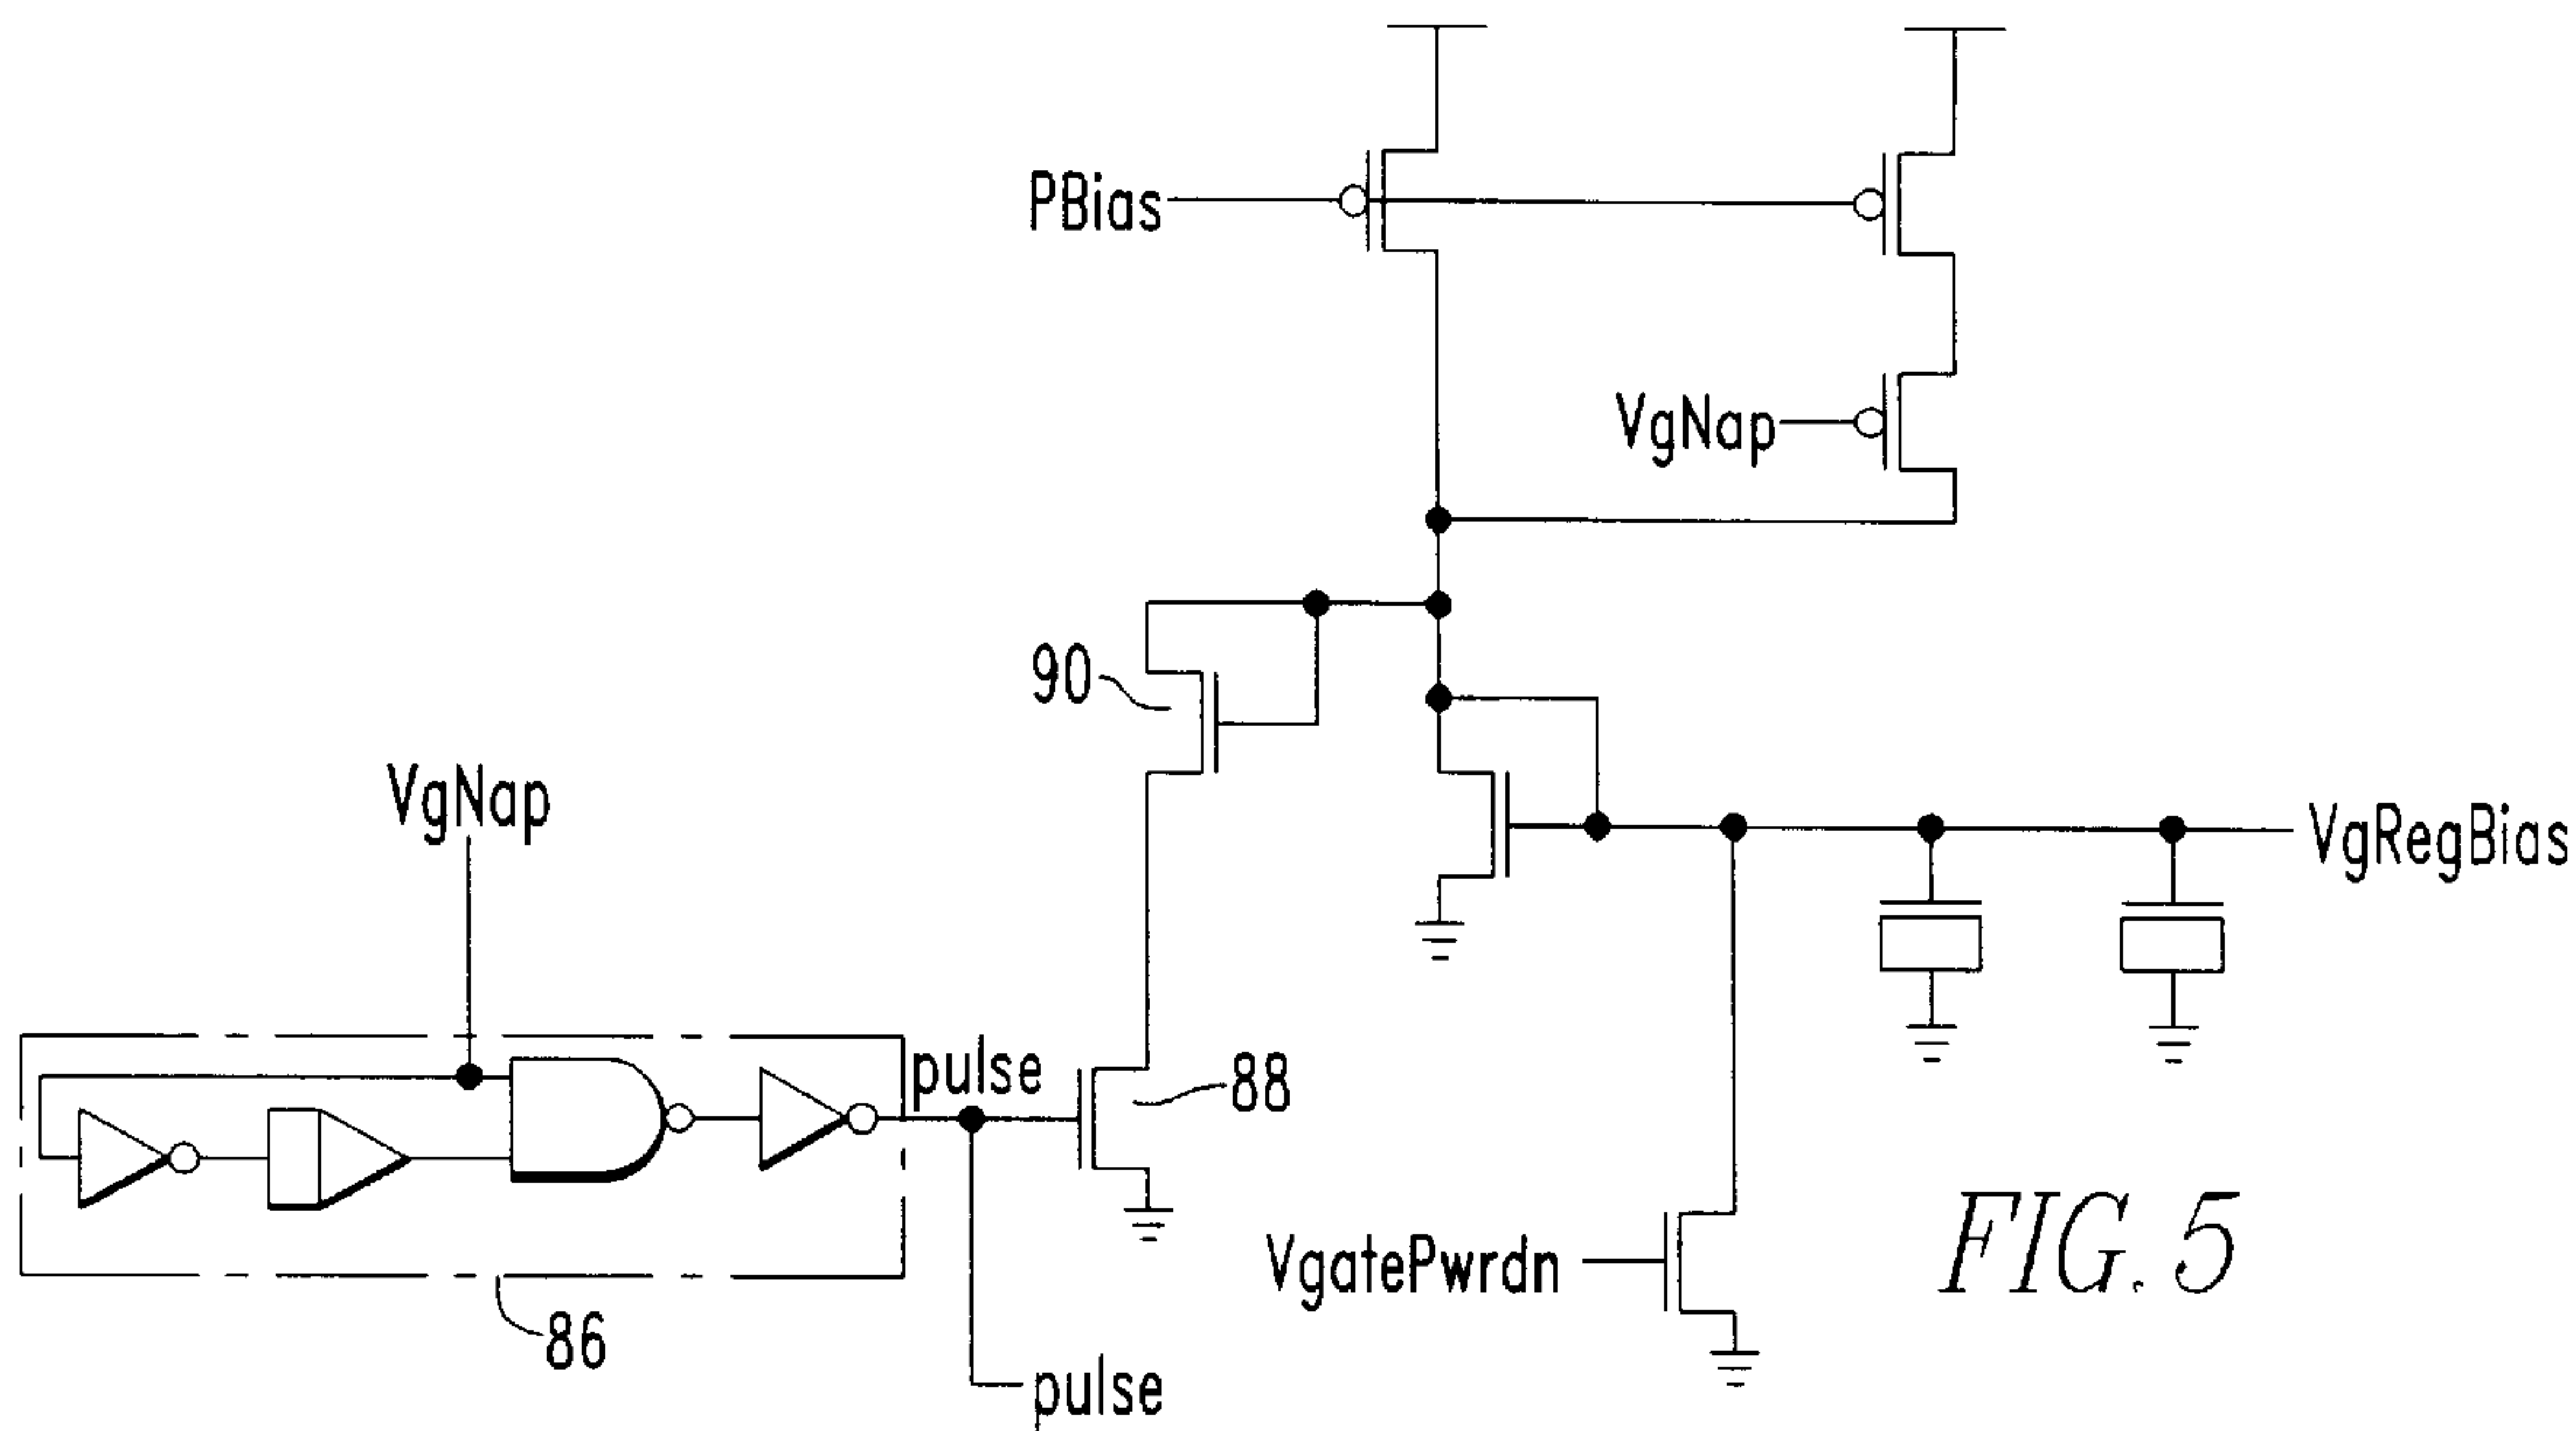 PBias
VgNap
90
VgNap
VgRegBias
pulse
88
VgatePwrdn
FIG. 5
86
pulse